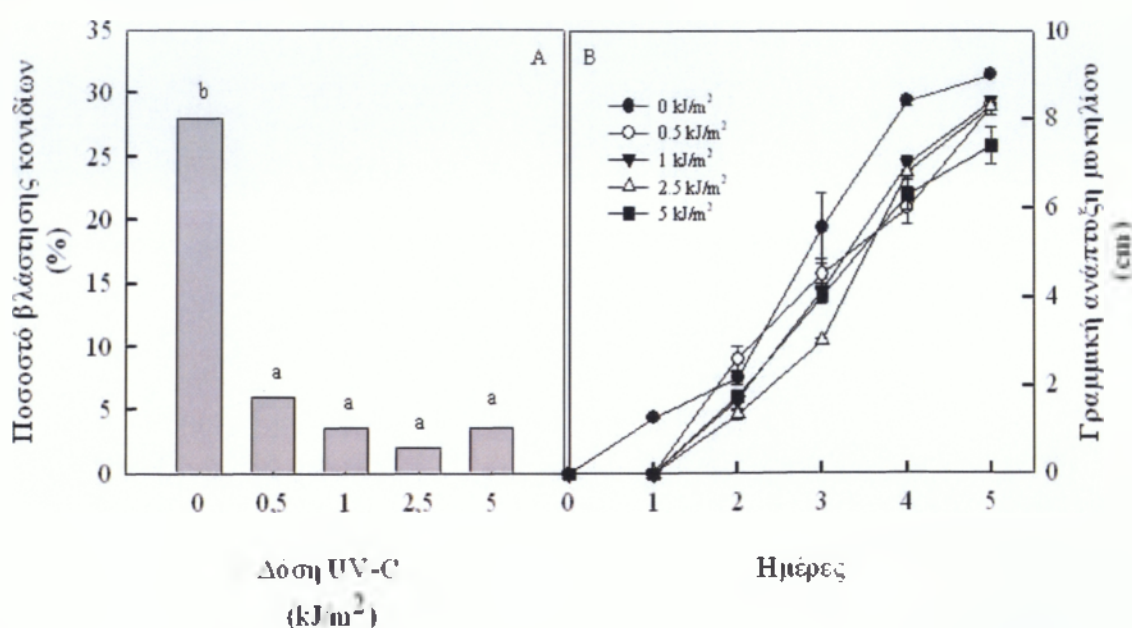 Ποσοστό βλάστησης κονιδίων
(%)
35
30
25
20
15
10
5
0
A
b
a
a
a
a
0
0,5
1
2,5
5
Δόση UV-C
(kJ/m²)
B
0 kJ/m²
0.5 kJ/m²
1 kJ/m²
2.5 kJ/m²
5 kJ/m²
0
1
2
3
4
5
Ημέρες
10
8
6
4
2
0
Γραμμική ανάπτυξη μυκηλίου
(cm)